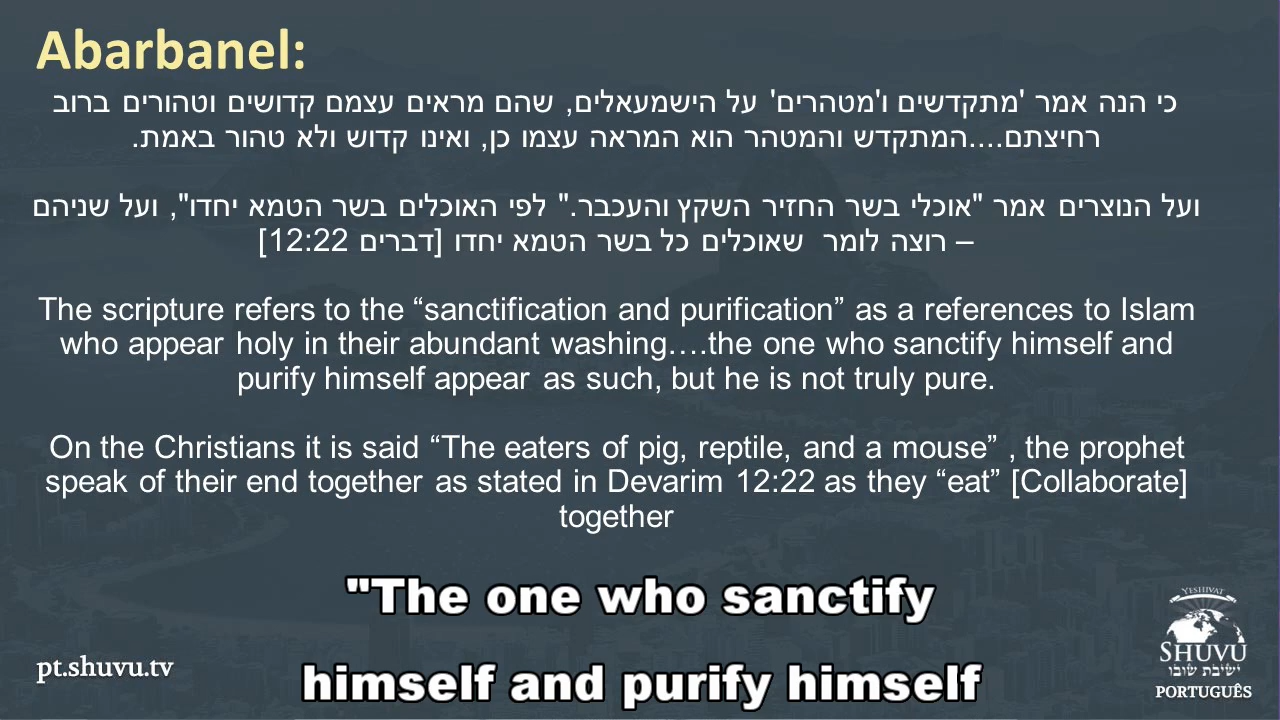 Abarbanel:
כי הנה אמר 'מתקדשים ו'מטהרים' על הישמעאלים, שהם מראים עצמם קדושים וטהורים ברוב
רחיצתם....המתקדש והמטהר הוא המראה עצמו כן, ואינו קדוש ולא טהור באמת.
ועל הנוצרים אמר "אוכלי בשר החזיר השקץ והעכבר." לפי האוכלים בשר הטמא יחדו", ועל שניהם
– רוצה לומר שאוכלים כל בשר הטמא יחדו [דברים 12:22]
The scripture refers to the “sanctification and purification” as a references to Islam
who appear holy in their abundant washing….the one who sanctify himself and
purify himself appear as such, but he is not truly pure.
On the Christians it is said “The eaters of pig, reptile, and a mouse” , the prophet
speak of their end together as stated in Devarim 12:22 as they “eat” [Collaborate]
together
"The one who sanctify
himself and purify himself
pt.shuvu.tv
YESHIVAT
SHUVU
ישיבת שובו
PORTUGUÊS